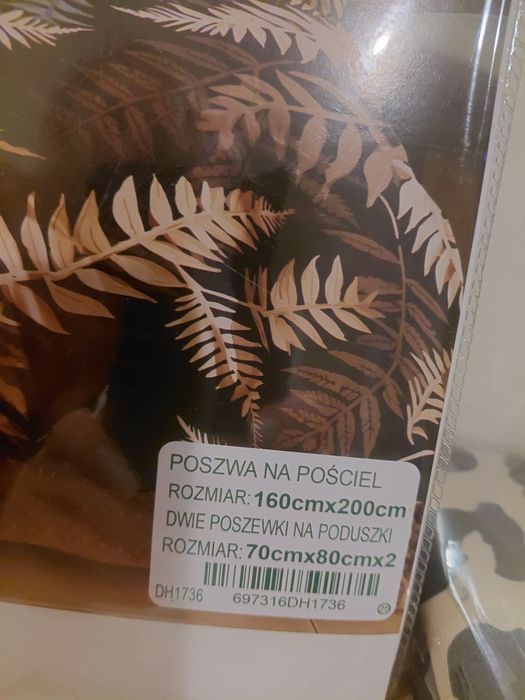 POSZWA NA POŚCIEL
ROZMIAR: 160cmx200cm
DWIE POSZEWKI NA PODUSZKI
ROZMIAR: 70cmx80cmx2
DH1736
697316DH1736